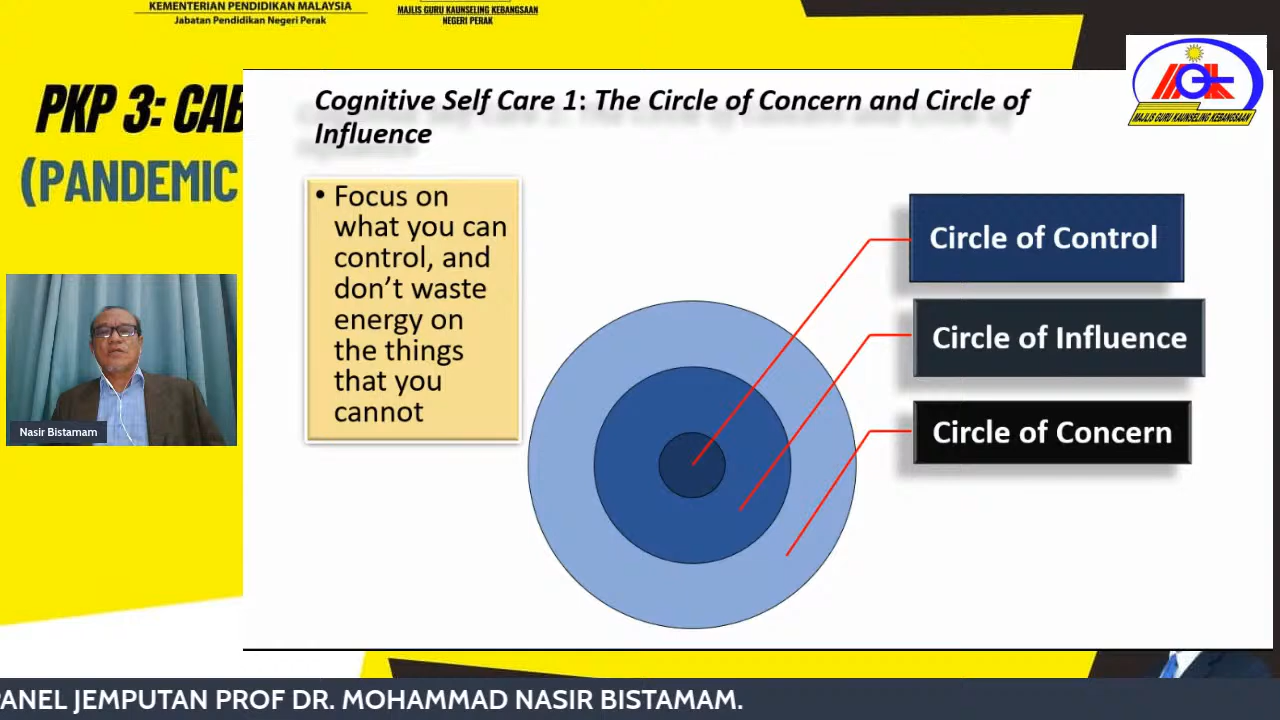 KEMENTERIAN PENDIDIKAN MALAYSIA
Jabatan Pendidikan Negeri Perak
MAJLIS GURU KAUNSELING KEBANGSAAN
NEGERI PERAK
PKP 3: CAB
(PANDEMIC
MAJLIS GURU KAUNSELING KEBANGSAAN
Cognitive Self Care 1: The Circle of Concern and Circle of
Influence
• Focus on
what you can
control, and
don’t waste
energy on
the things
that you
cannot
Circle of Control
Circle of Influence
Circle of Concern
Nasir Bistamam
PANEL JEMPUTAN PROF DR. MOHAMMAD NASIR BISTAMAM.